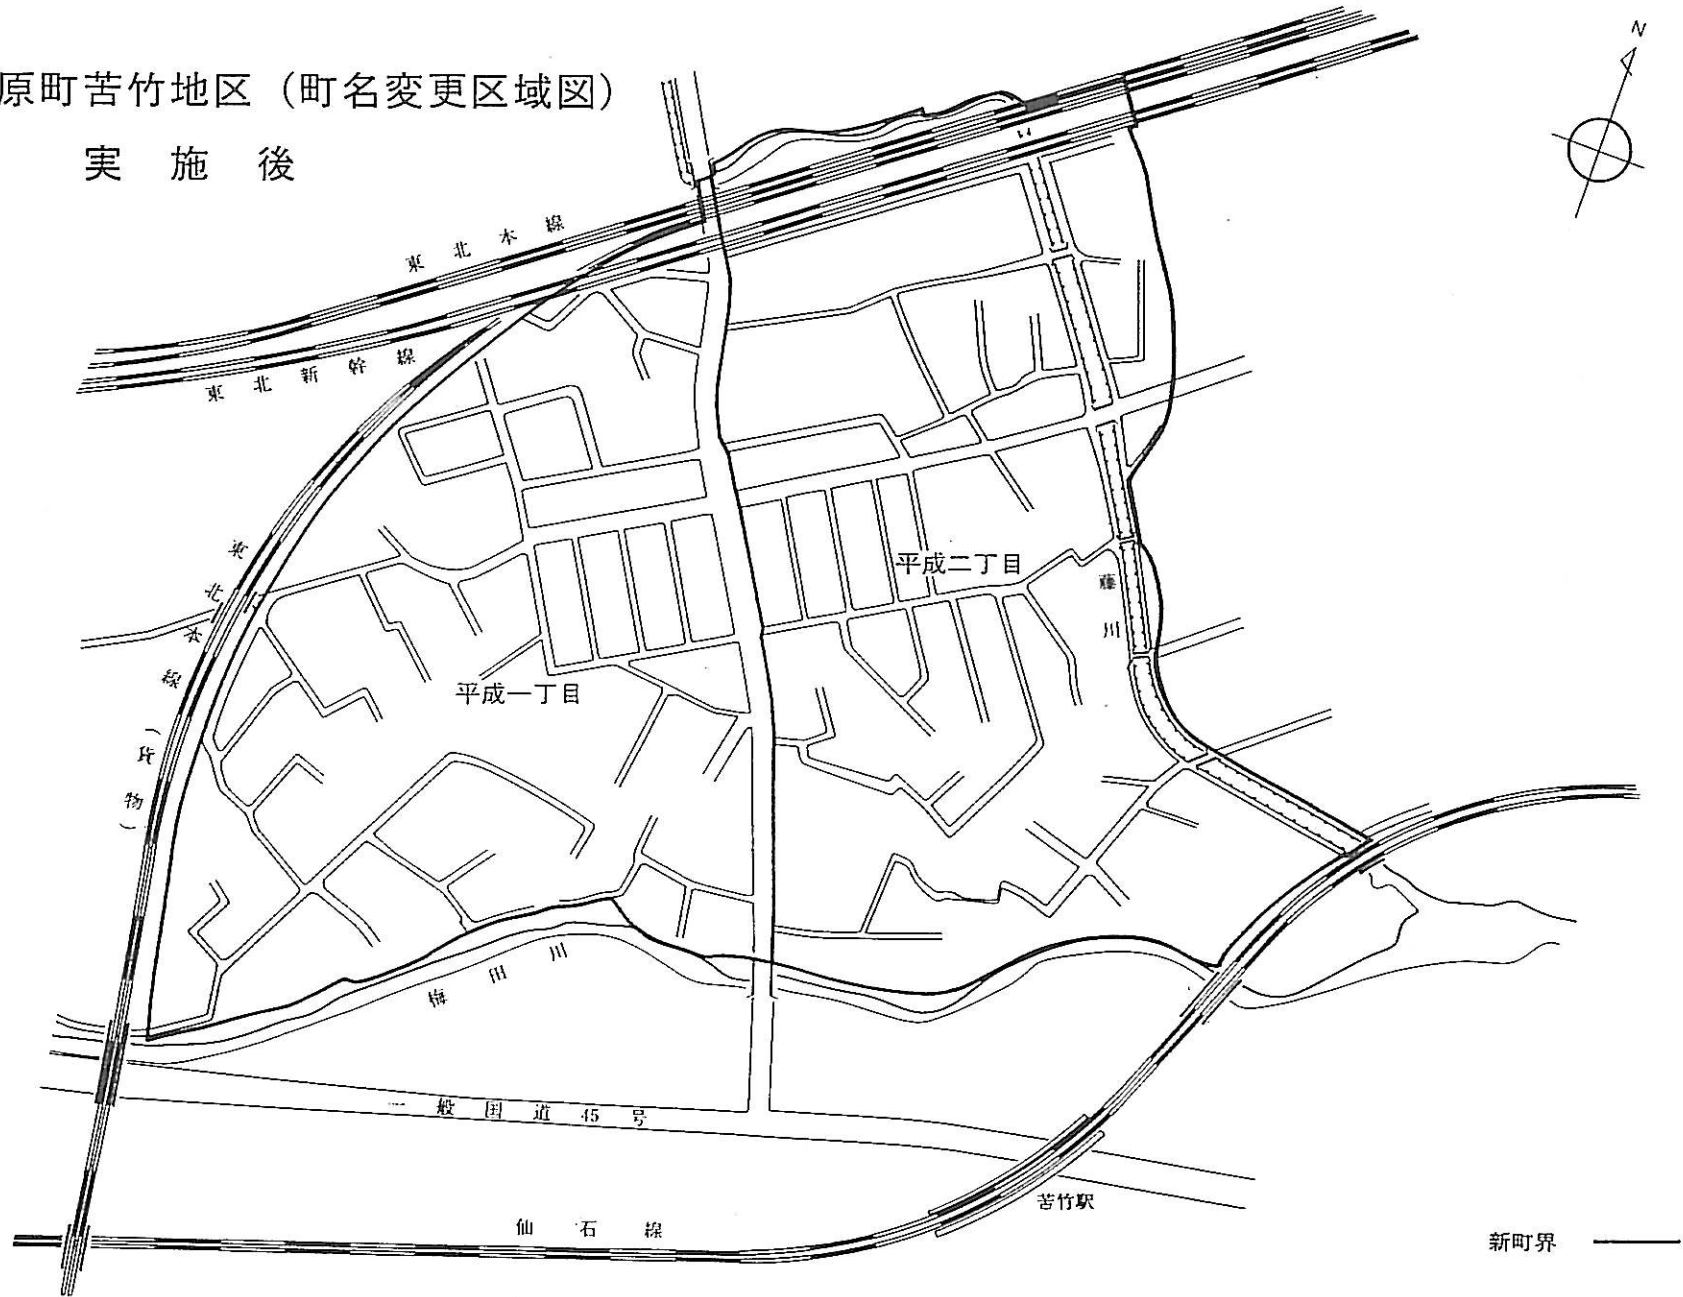 原町苦竹地区（町名変更区域図）
実施後
N
東北本線
東北新幹線
東北本線（貨物）
平成二丁目
藤川
平成一丁目
梅田川
一般国道45号
苦竹駅
仙石線
新町界